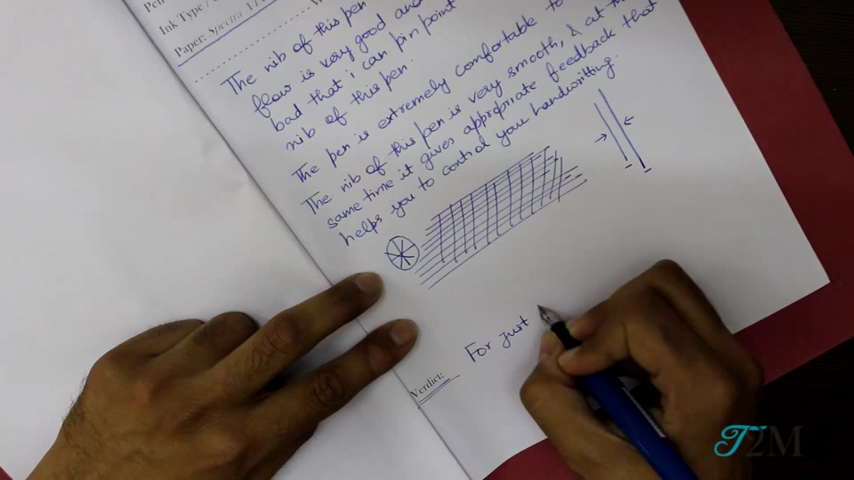 Pen
Ink Type /
Paper: Spectra
The nib of this pen
flow is very good and
bad that i can pin point
nib of this pen.
The pen is extremely comfortable to
The nib of this pen is very smooth, & at the
same time it gives appropriate feedback that
helps you to control your handwritting.
Verdict:
For just
T2M